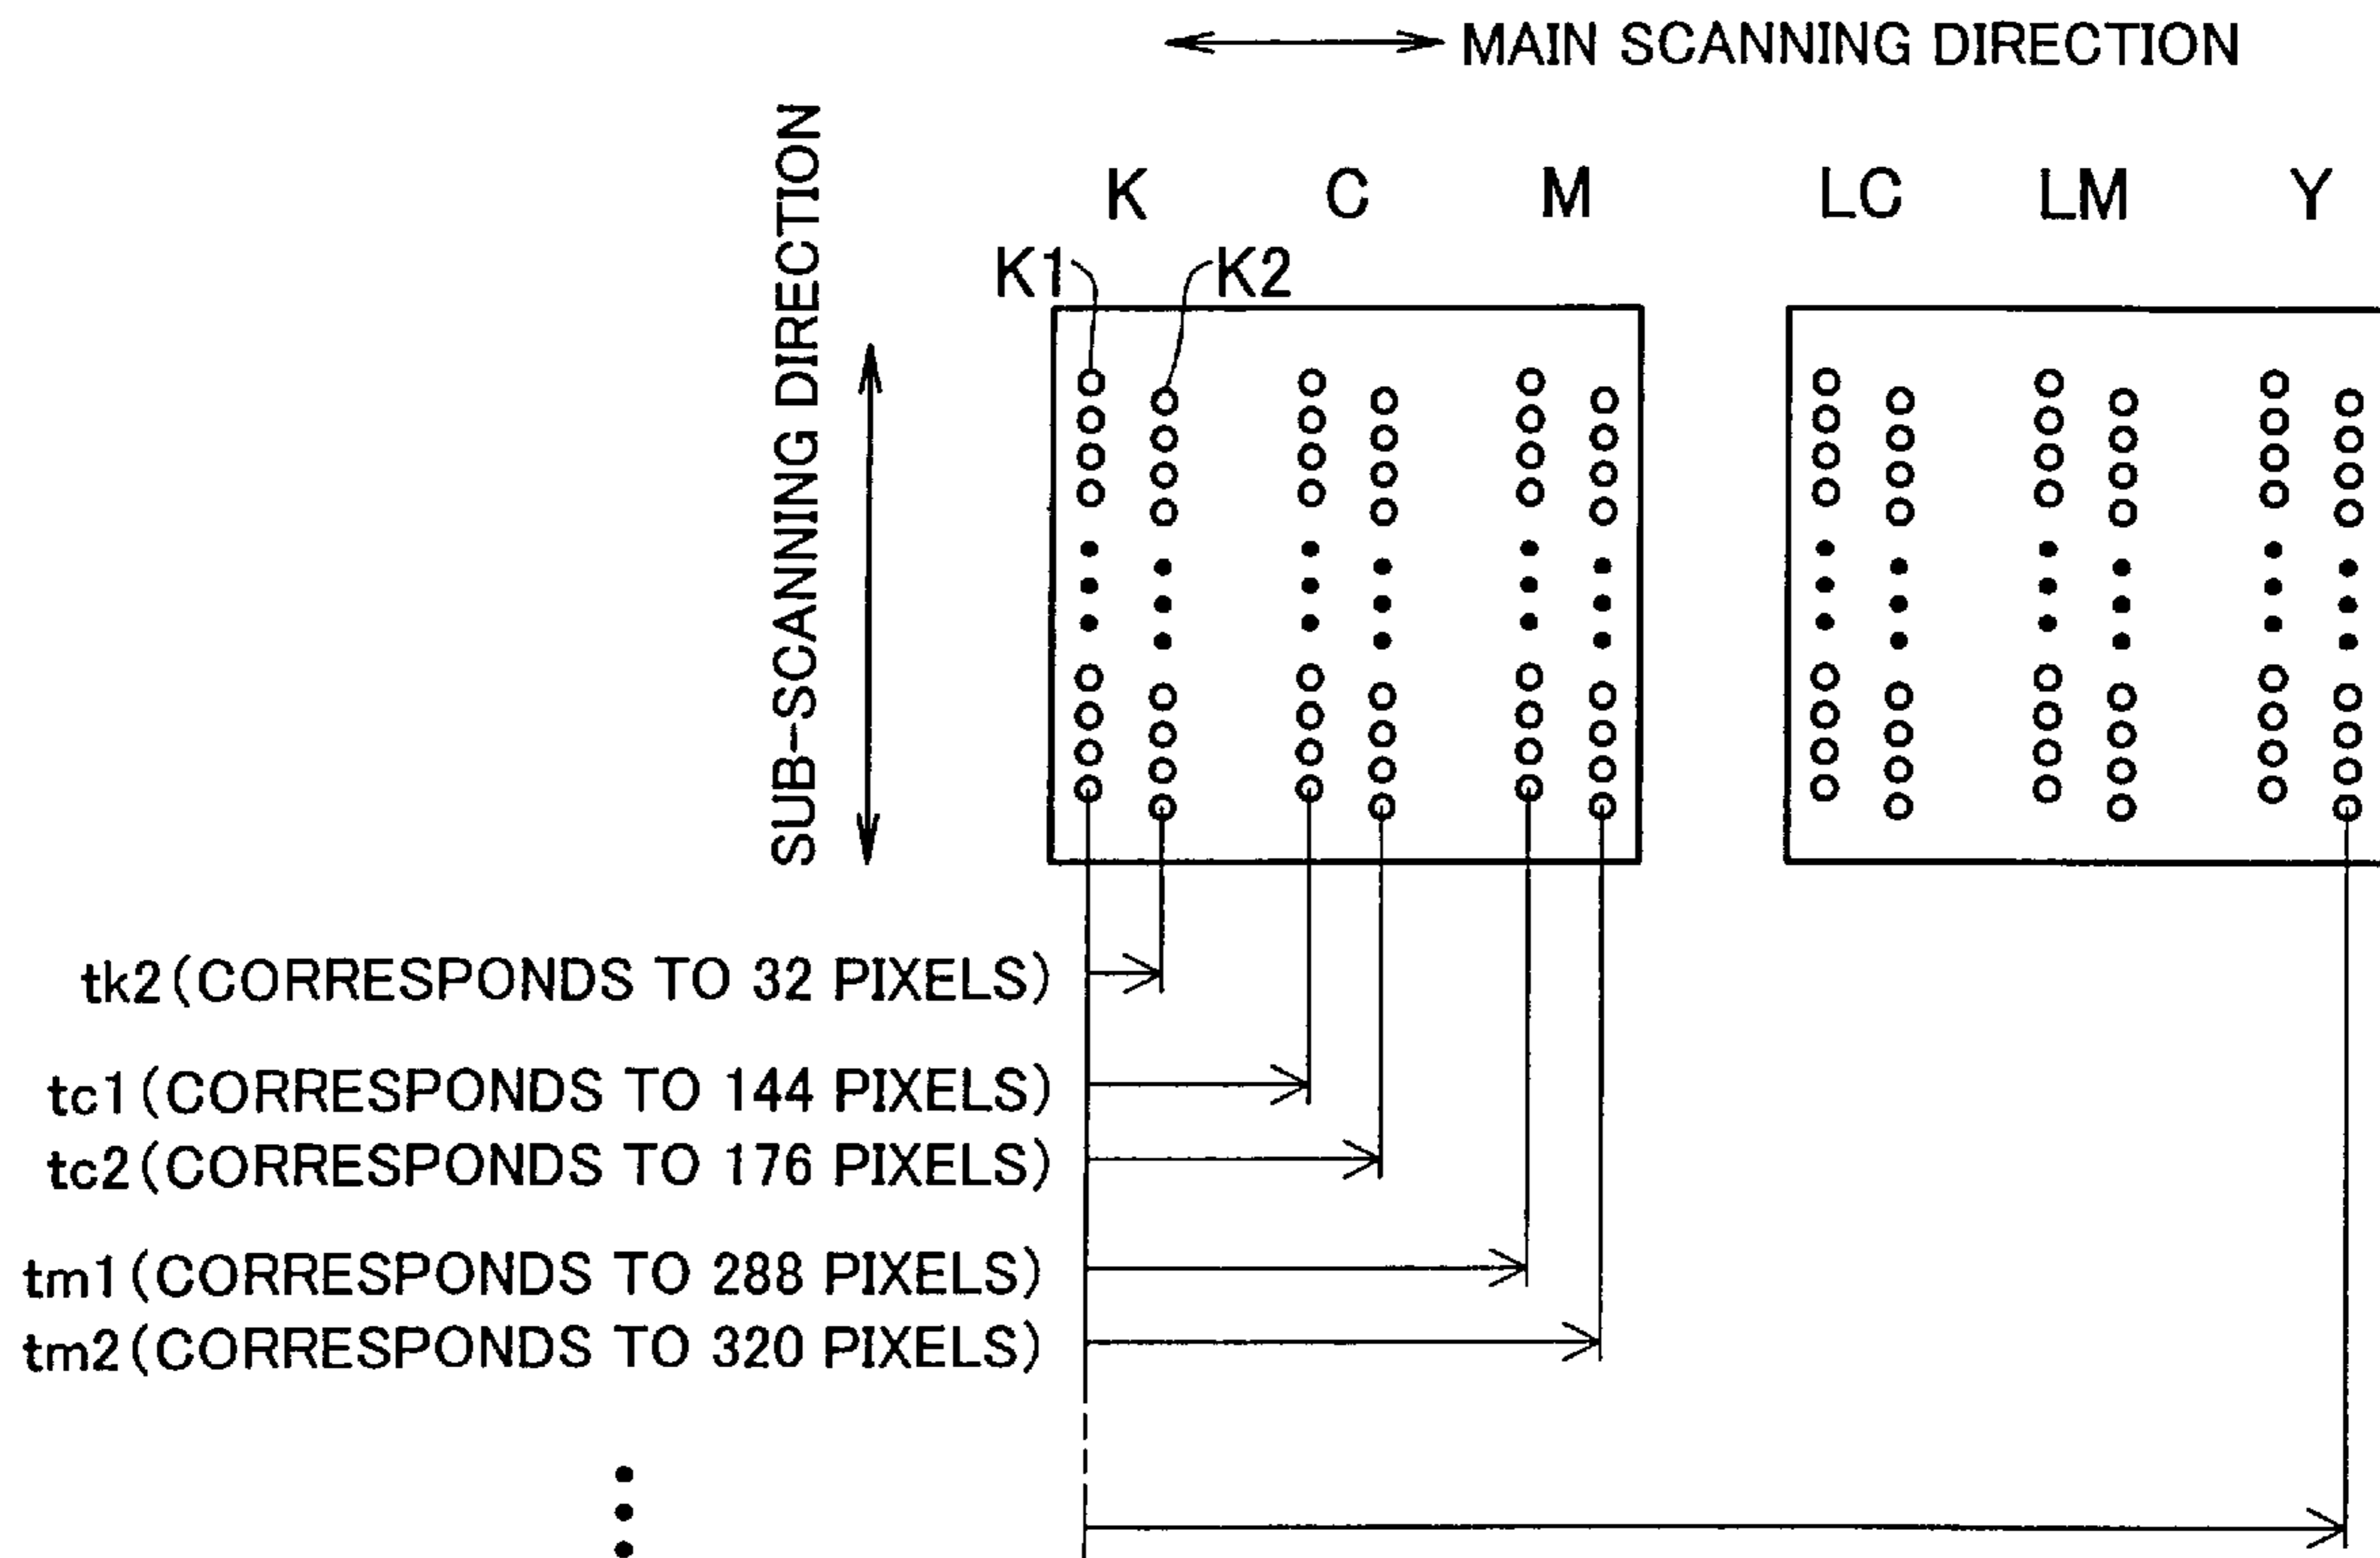 MAIN SCANNING DIRECTION
SUB-SCANNING DIRECTION
K C M LC LM Y
K1 K2
tk2(CORRESPONDS TO 32 PIXELS)
tc1(CORRESPONDS TO 144 PIXELS)
tc2(CORRESPONDS TO 176 PIXELS)
tm1(CORRESPONDS TO 288 PIXELS)
tm2(CORRESPONDS TO 320 PIXELS)